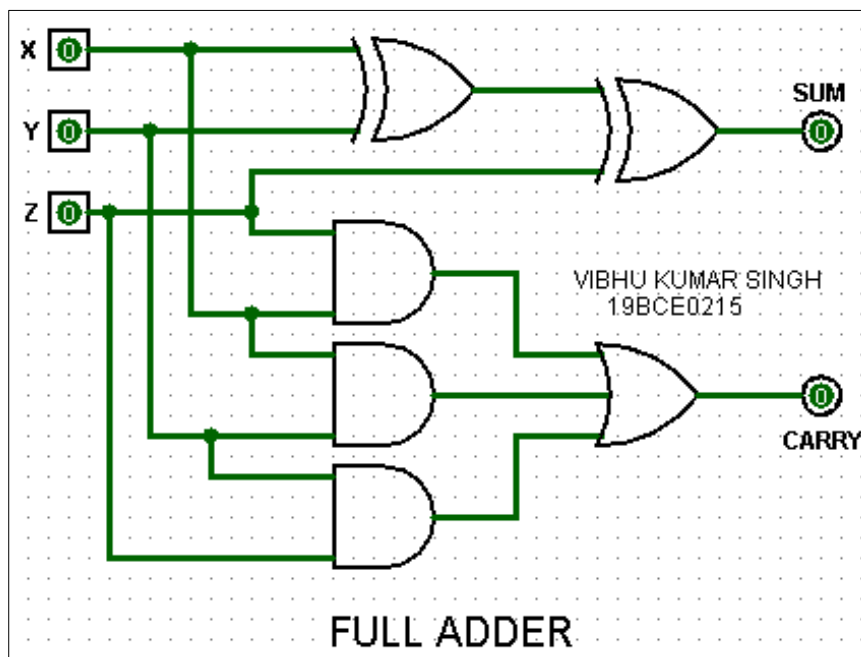 X 0
SUM
Y 0
0
Z 0
VIBHU KUMAR SINGH
19BCE0215
0
CARRY
FULL ADDER